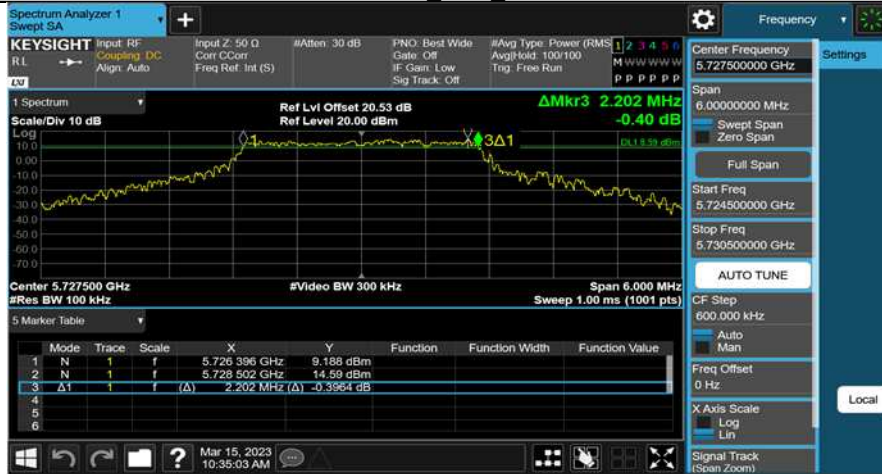 Spectrum Analyzer 1
Swept SA
+
Frequency
KEYSIGHT
RL
LXI
Input: RF
Coupling: DC
Align: Auto
Input Z: 50 Ω
Corr CCorr
Freq Ref: Int (S)
#Atten: 30 dB
PNO: Best Wide
Gate: Off
IF Gain: Low
Sig Track: Off
#Avg Type: Power (RMS
Avg|Hold: 100/100
Trig: Free Run
1 2 3 4 5 6
M W W W W W
P P P P P P
1 Spectrum
Scale/Div 10 dB
Ref Lvl Offset 20.53 dB
Ref Level 20.00 dBm
ΔMkr3 2.202 MHz
-0.40 dB
Log
10.0
0.00
-10.0
-20.0
-30.0
-40.0
-50.0
-60.0
-70.0
1
3Δ1
DL1 8.59 dBm
Center 5.727500 GHz
#Res BW 100 kHz
#Video BW 300 kHz
Span 6.000 MHz
Sweep 1.00 ms (1001 pts)
5 Marker Table
Mode Trace Scale X Y Function Function Width Function Value
1 N 1 f 5.726 396 GHz 9.188 dBm
2 N 1 f 5.728 502 GHz 14.59 dBm
3 Δ1 1 f (Δ) 2.202 MHz (Δ) -0.3964 dB
4
5
6
?
Mar 15, 2023
10:35:03 AM
Center Frequency
5.727500000 GHz
Settings
Span
6.00000000 MHz
Swept Span
Zero Span
Full Span
Start Freq
5.724500000 GHz
Stop Freq
5.730500000 GHz
AUTO TUNE
CF Step
600.000 kHz
Auto
Man
Freq Offset
0 Hz
Local
X Axis Scale
Log
Lin
Signal Track
(Span Zoom)